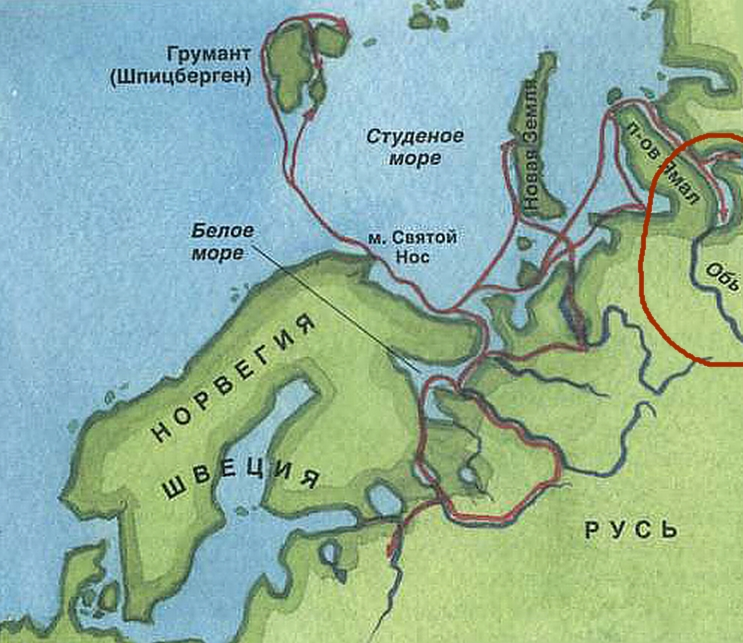 Грумант
(Шпицберген)
Студеное
море
Новая Земля
п-ов Ямал
Белое
море
м. Святой
Нос
Обь
НОРВЕГИЯ
ШВЕЦИЯ
РУСЬ